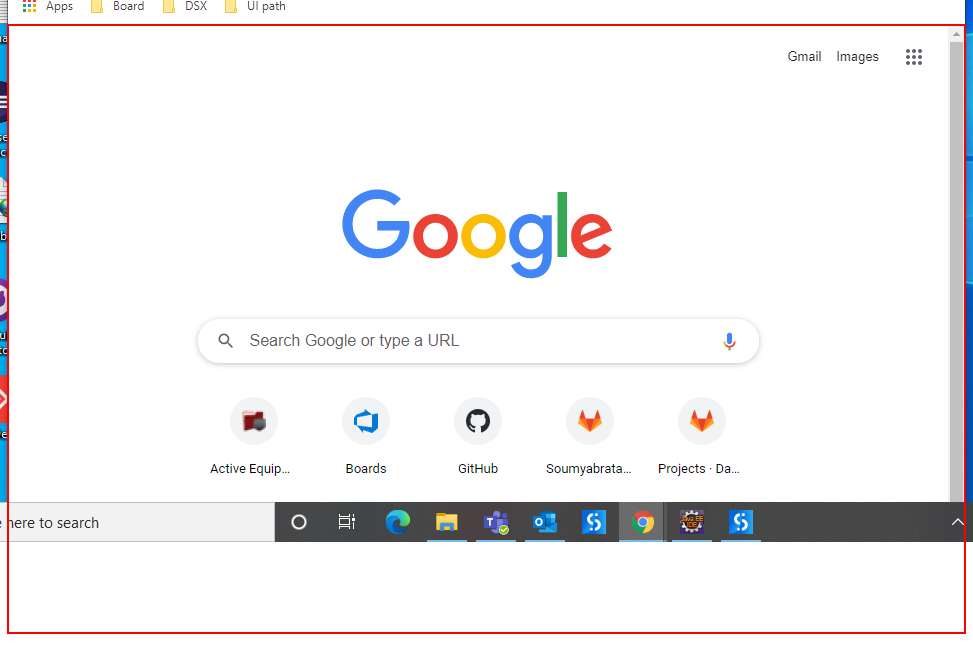 Apps Board DSX UI path
Gmail Images
Google
Search Google or type a URL
Active Equip... Boards GitHub Soumyabrata... Projects · Da...
here to search